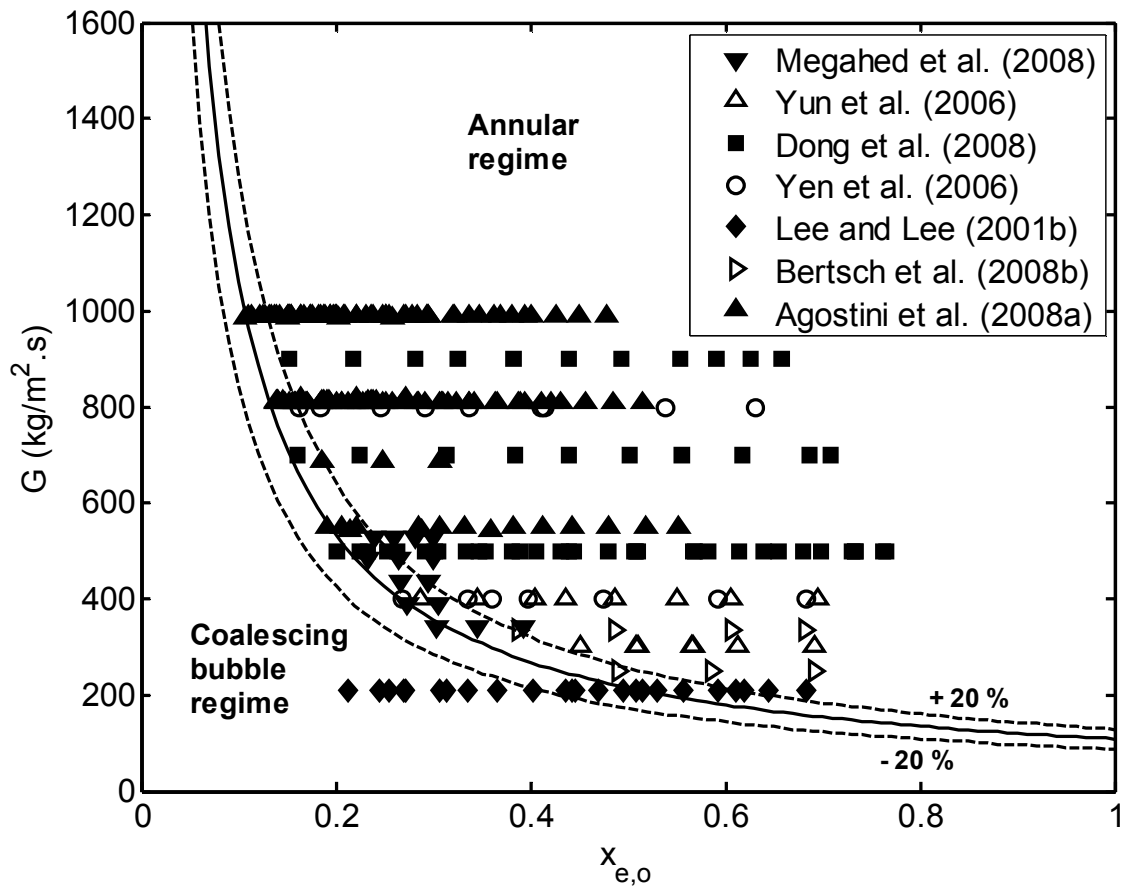 1600
1400
1200
1000
800
600
400
200
0
G (kg/m².s)
Annular
regime
Megahed et al. (2008)
Yun et al. (2006)
Dong et al. (2008)
Yen et al. (2006)
Lee and Lee (2001b)
Bertsch et al. (2008b)
Agostini et al. (2008a)
Coalescing
bubble
regime
+ 20 %
- 20 %
0 0.2 0.4 0.6 0.8 1
x_{e,o}